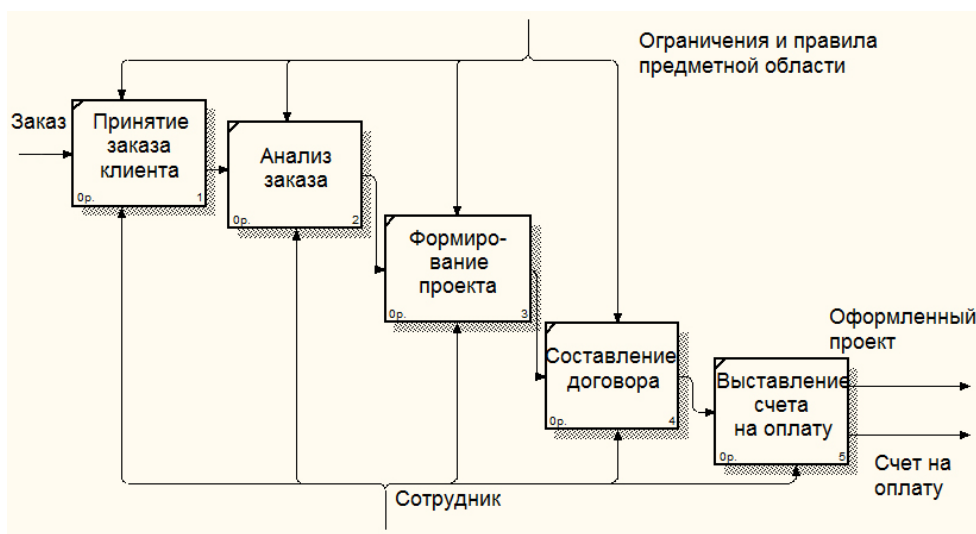 Ограничения и правила
предметной области
Заказ
Принятие
заказа
клиента
0р. 1
Анализ
заказа
0р. 2
Формиро-
вание
проекта
0р. 3
Составление
договора
0р. 4
Выставление
счета
на оплату
0р. 5
Оформленный
проект
Счет на
оплату
Сотрудник